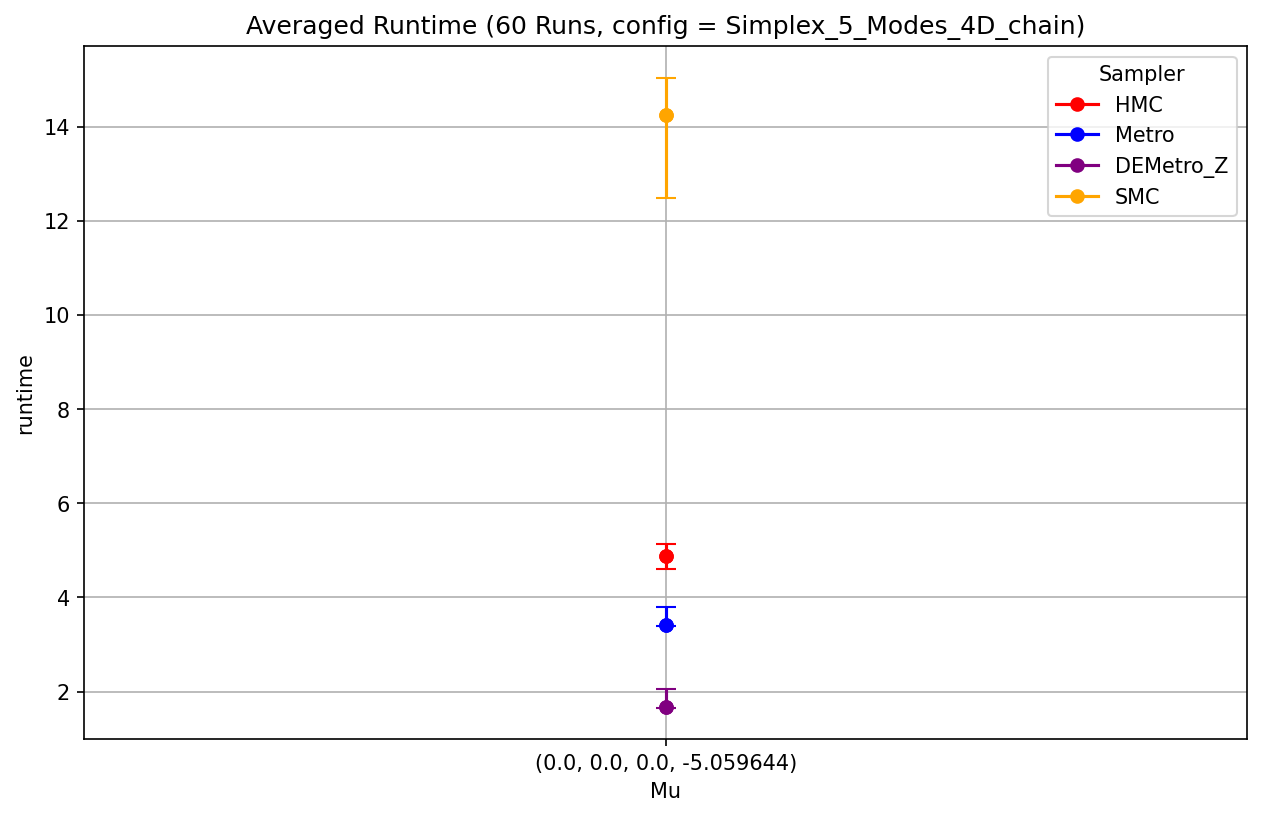 Averaged Runtime (60 Runs, config = Simplex_5_Modes_4D_chain)
Sampler
HMC
Metro
DEMetro_Z
SMC
14
12
10
8
6
4
2
runtime
(0.0, 0.0, 0.0, -5.059644)
Mu